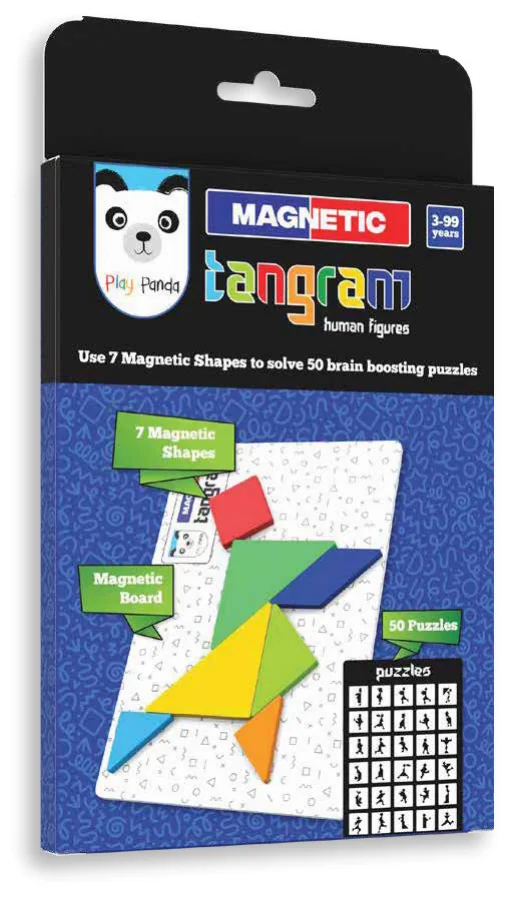 MAGNETIC
3-99
years
Play Panda
tangram
human figures
Use 7 Magnetic Shapes to solve 50 brain boosting puzzles
7 Magnetic
Shapes
tangra
Magnetic
Board
50 Puzzles
puzzles